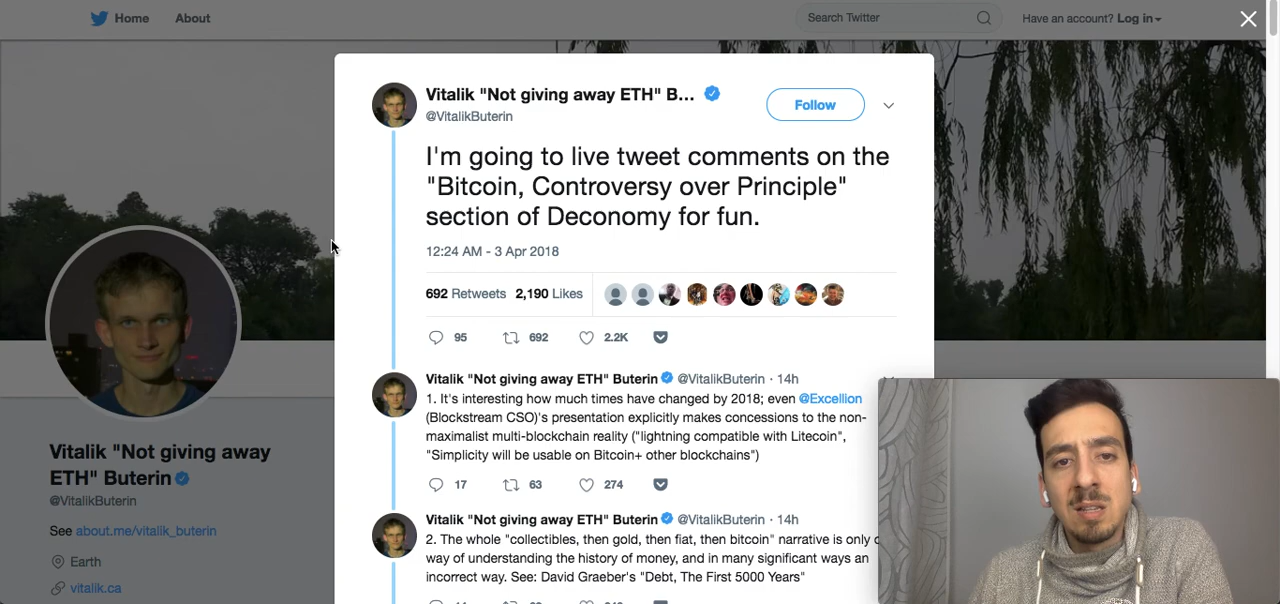 Home About Search Twitter Have an account? Log in
Vitalik "Not giving away ETH" B...
@VitalikButerin
Follow
I'm going to live tweet comments on the
"Bitcoin, Controversy over Principle"
section of Deconomy for fun.
12:24 AM - 3 Apr 2018
692 Retweets 2,190 Likes
95 692 2.2K
Vitalik "Not giving away ETH" Buterin @VitalikButerin · 14h
1. It's interesting how much times have changed by 2018; even @Excellion
(Blockstream CSO)'s presentation explicitly makes concessions to the non-
maximalist multi-blockchain reality ("lightning compatible with Litecoin",
"Simplicity will be usable on Bitcoin+ other blockchains")
17 63 274
Vitalik "Not giving away ETH" Buterin @VitalikButerin · 14h
2. The whole "collectibles, then gold, then fiat, then bitcoin" narrative is only
way of understanding the history of money, and in many significant ways an
incorrect way. See: David Graeber's "Debt, The First 5000 Years"
Vitalik "Not giving away
ETH" Buterin
@VitalikButerin
See about.me/vitalik_buterin
Earth
vitalik.ca